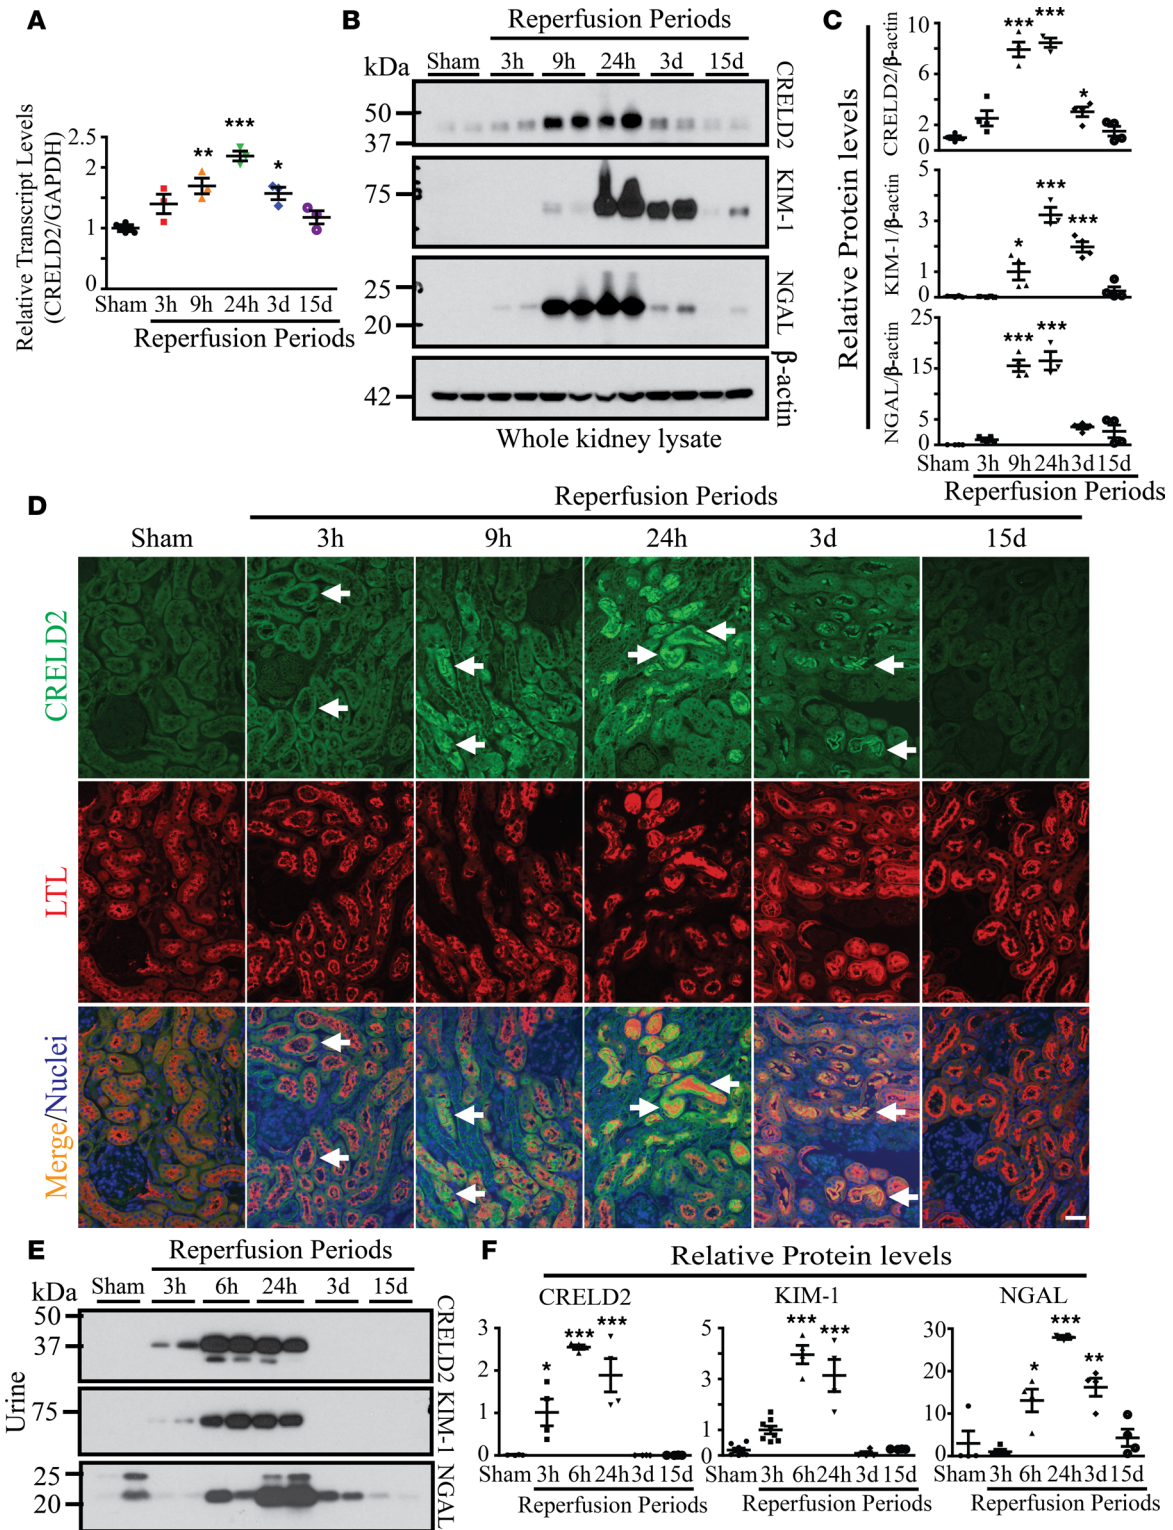 A
Relative Transcript Levels
(CRELD2/GAPDH)
2.5
2
1
0
***
**
*
Sham 3h 9h 24h 3d 15d
Reperfusion Periods
B
Reperfusion Periods
kDa Sham 3h 9h 24h 3d 15d
50
37
CRELD2
75
KIM-1
25
20
NGAL
42
β-actin
Whole kidney lysate
C
Relative Protein levels
CRELD2/β-actin
10
6
2
0
*** ***
*
KIM-1/β-actin
5
3
1
0
*
***
***
NGAL/β-actin
25
15
5
0
*** ***
Sham 3h 9h 24h 3d 15d
Reperfusion Periods
D
Reperfusion Periods
Sham 3h 9h 24h 3d 15d
CRELD2
LTL
Merge/Nuclei
E
Reperfusion Periods
kDa Sham 3h 6h 24h 3d 15d
50
37
CRELD2
75
KIM-1
25
20
NGAL
Urine
F
Relative Protein levels
CRELD2
3
2
1
0
*
*** ***
Sham 3h 6h 24h 3d 15d
Reperfusion Periods
KIM-1
5
3
1
0
*** ***
Sham 3h 6h 24h 3d 15d
Reperfusion Periods
NGAL
30
20
10
0
*
***
**
Sham 3h 6h 24h 3d 15d
Reperfusion Periods